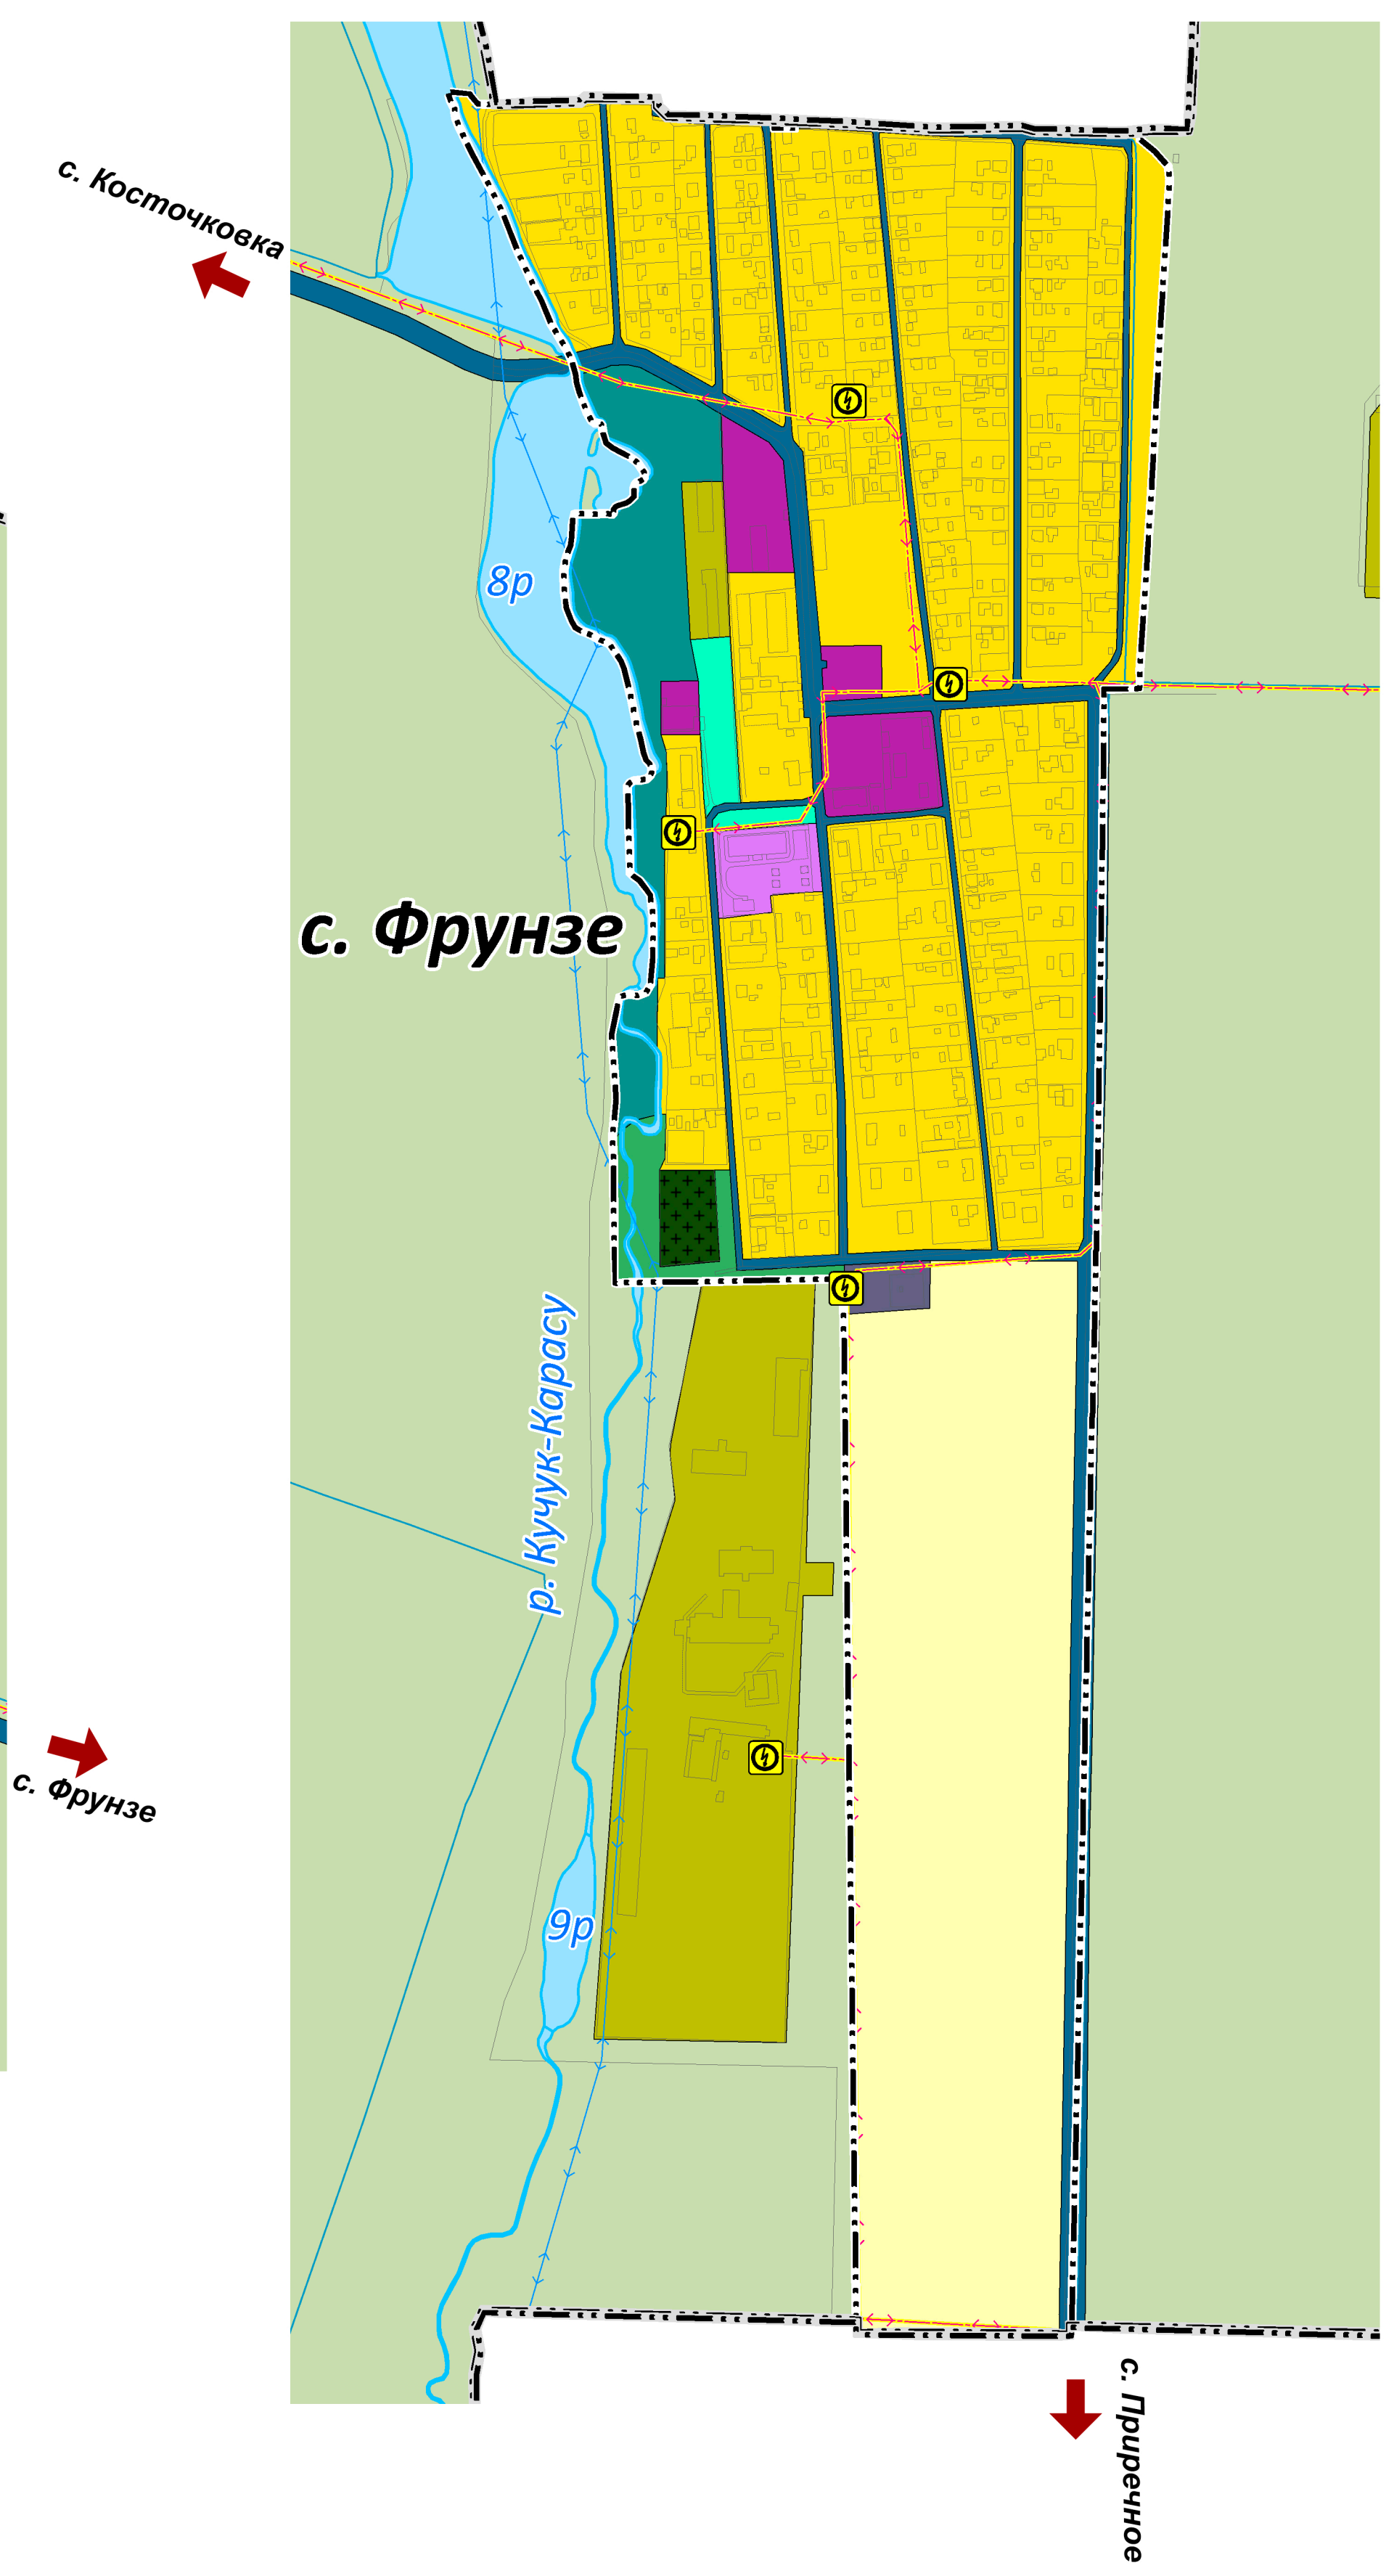 с. Косточковка
8р
с. Фрунзе
р. Кучук-Карасу
с. Фрунзе
9р
с. Приречное